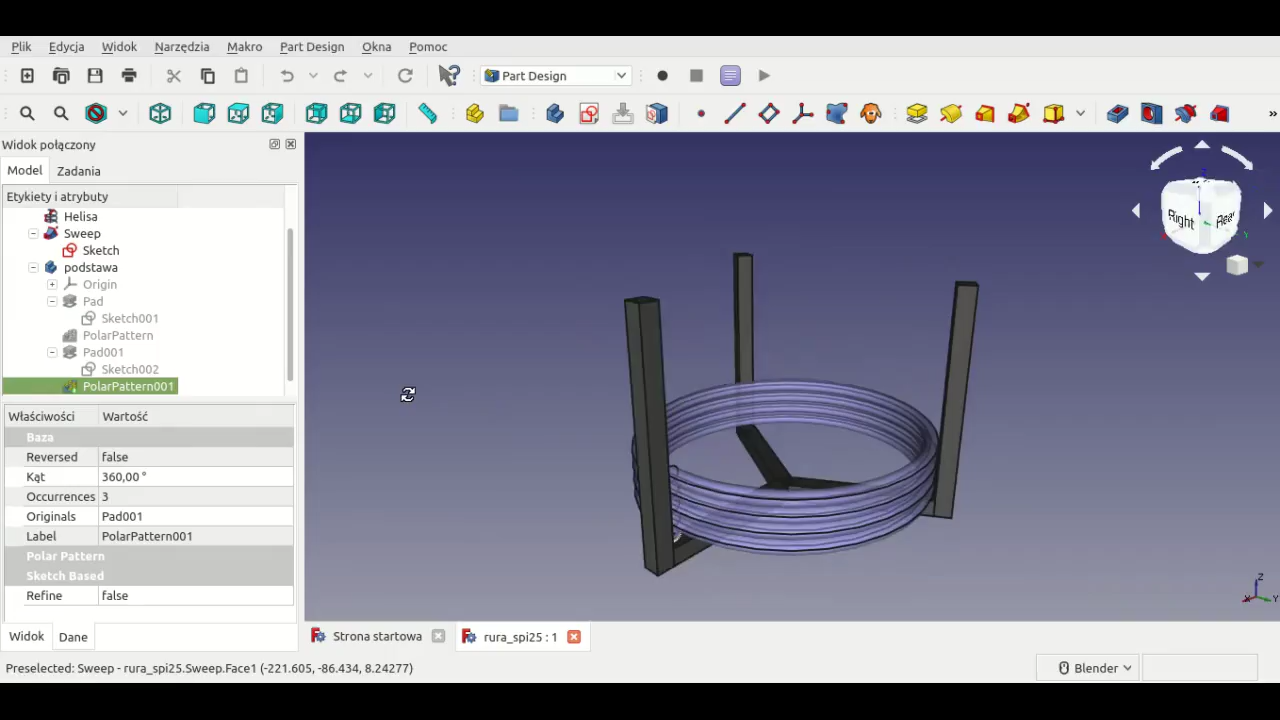 Plik Edycja Widok Narzędzia Makro Part Design Okna Pomoc
Part Design
»
Widok połączony
Model Zadania
Etykiety i atrybuty
Helisa
Sweep
Sketch
podstawa
Origin
Pad
Sketch001
PolarPattern
Pad001
Sketch002
PolarPattern001
Właściwości Wartość
Baza
Reversed false
Kąt 360,00 °
Occurrences 3
Originals Pad001
Label PolarPattern001
Polar Pattern
Sketch Based
Refine false
Widok Dane
Right Rear
Z
X Y
Strona startowa rura_spi25 : 1
Preselected: Sweep - rura_spi25.Sweep.Face1 (-221.605, -86.434, 8.24277)
Blender